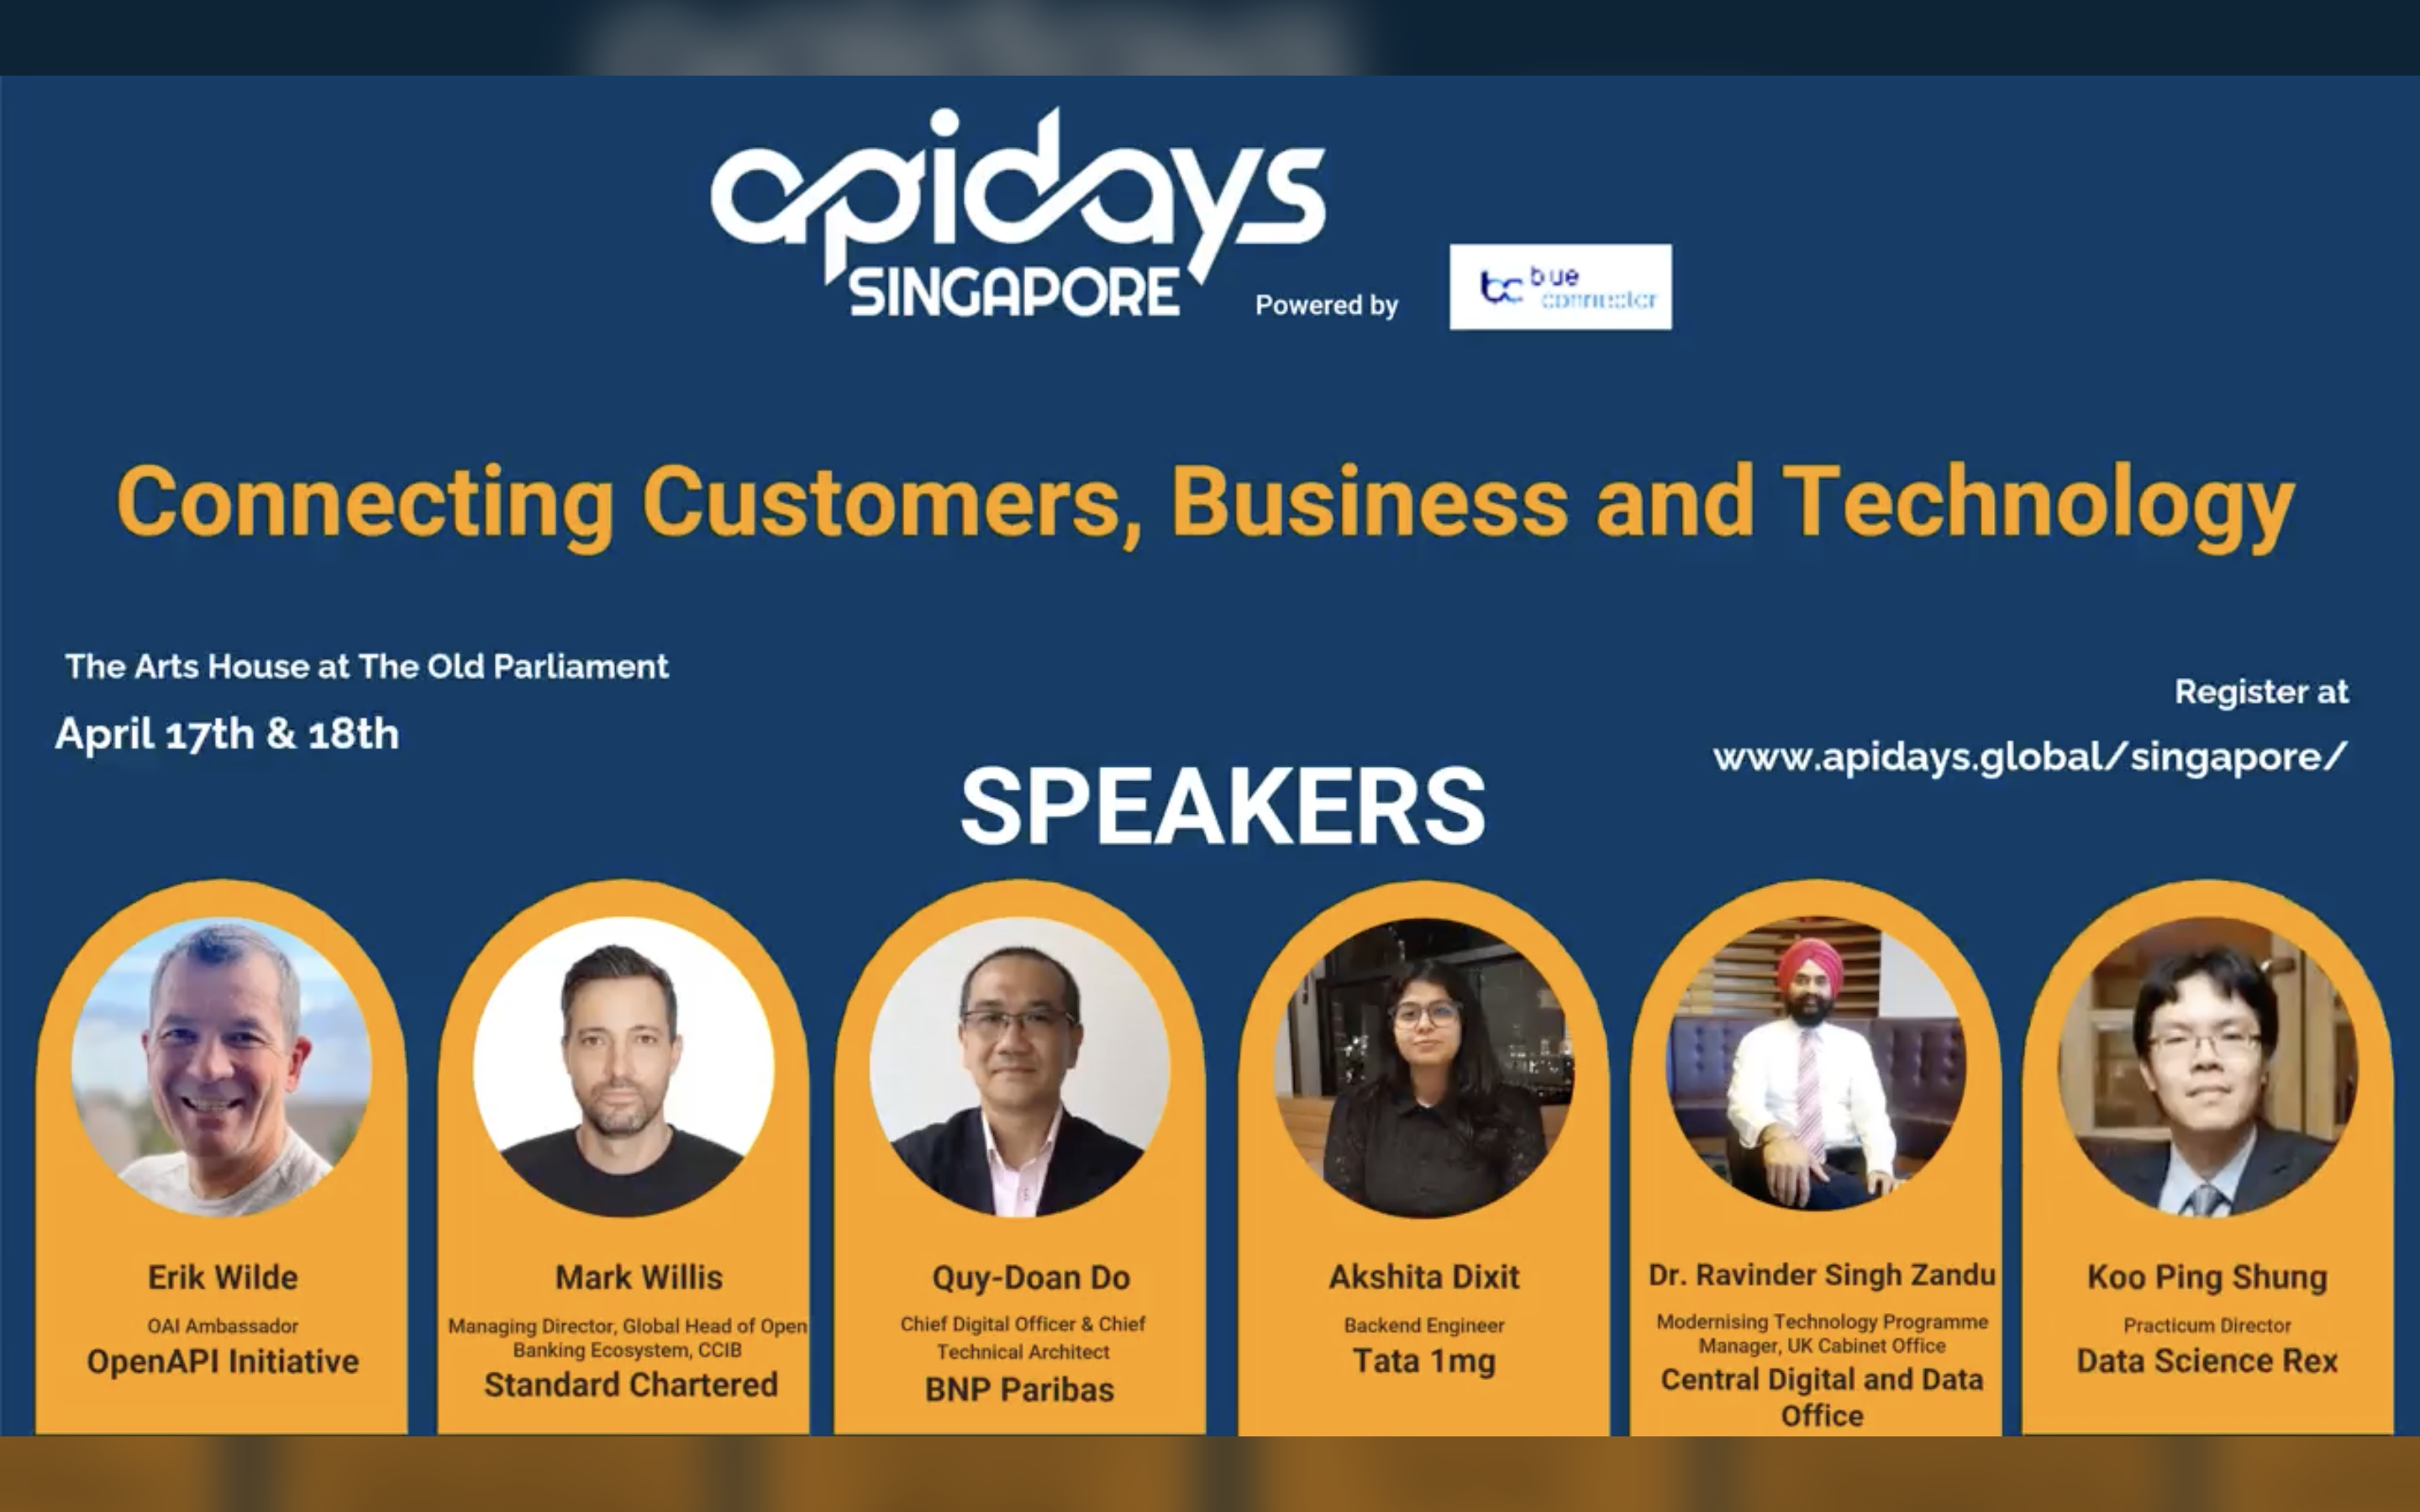 apidays
SINGAPORE
Powered by
bc blue
connector
Connecting Customers, Business and Technology
The Arts House at The Old Parliament
April 17th & 18th
Register at
www.apidays.global/singapore/
SPEAKERS
Erik Wilde
OAI Ambassador
OpenAPI Initiative
Mark Willis
Managing Director, Global Head of Open
Banking Ecosystem, CCIB
Standard Chartered
Quy-Doan Do
Chief Digital Officer & Chief
Technical Architect
BNP Paribas
Akshita Dixit
Backend Engineer
Tata 1mg
Dr. Ravinder Singh Zandu
Modernising Technology Programme
Manager, UK Cabinet Office
Central Digital and Data
Office
Koo Ping Shung
Practicum Director
Data Science Rex